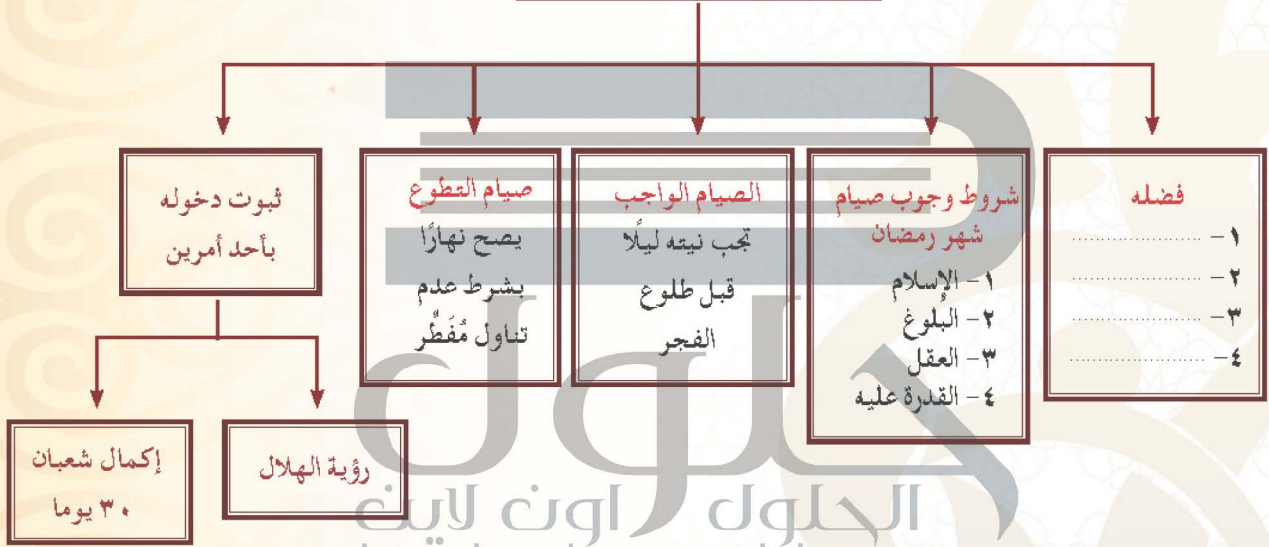 فضله
١- ......................
٢- ......................
٣- ......................
٤- ......................
شروط وجوب صيام
شهر رمضان
١- الإسلام
٢- البلوغ
٣- العقل
٤- القدرة عليه
الصيام الواجب
تجب نيته ليلًا
قبل طلوع
الفجر
صيام التطوع
يصح نهارًا
بشرط عدم
تناول مُفَطِّر
ثبوت دخوله
بأحد أمرين
رؤية الهلال
إكمال شعبان
٣٠ يوما
حلول
الحلول اون لاين